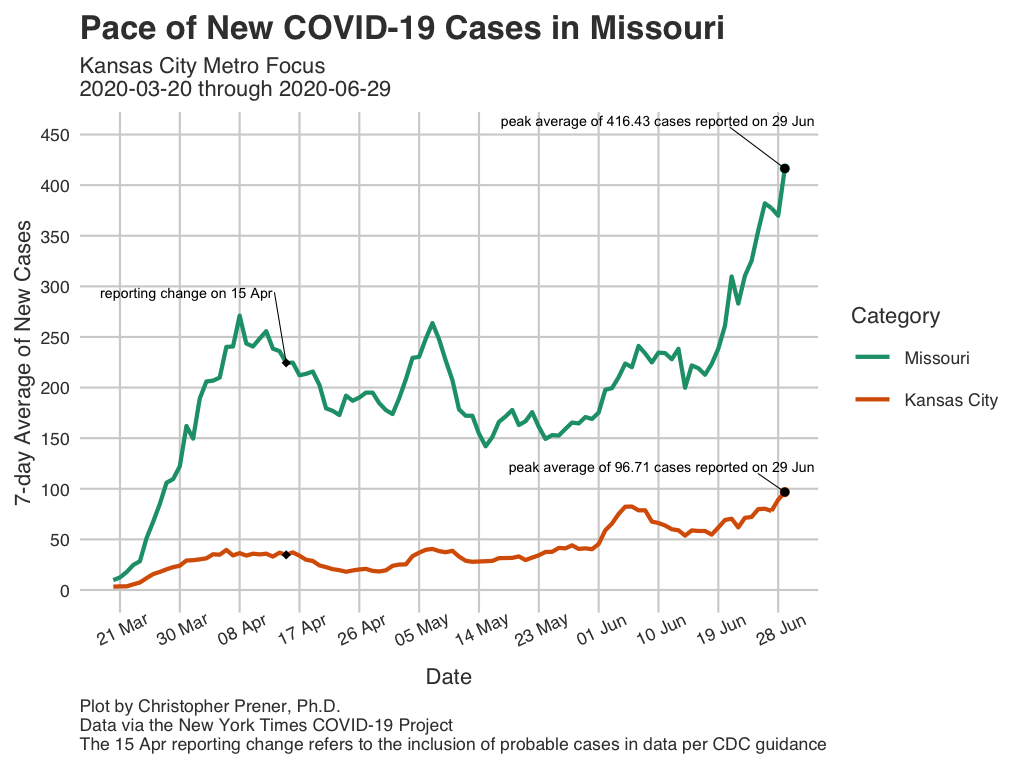 Pace of New COVID-19 Cases in Missouri
Kansas City Metro Focus
2020-03-20 through 2020-06-29
7-day Average of New Cases
450
400
350
300
250
200
150
100
50
0
peak average of 416.43 cases reported on 29 Jun
reporting change on 15 Apr
peak average of 96.71 cases reported on 29 Jun
21 Mar
30 Mar
08 Apr
17 Apr
26 Apr
05 May
14 May
23 May
01 Jun
10 Jun
19 Jun
28 Jun
Date
Category
Missouri
Kansas City
Plot by Christopher Prener, Ph.D.
Data via the New York Times COVID-19 Project
The 15 Apr reporting change refers to the inclusion of probable cases in data per CDC guidance